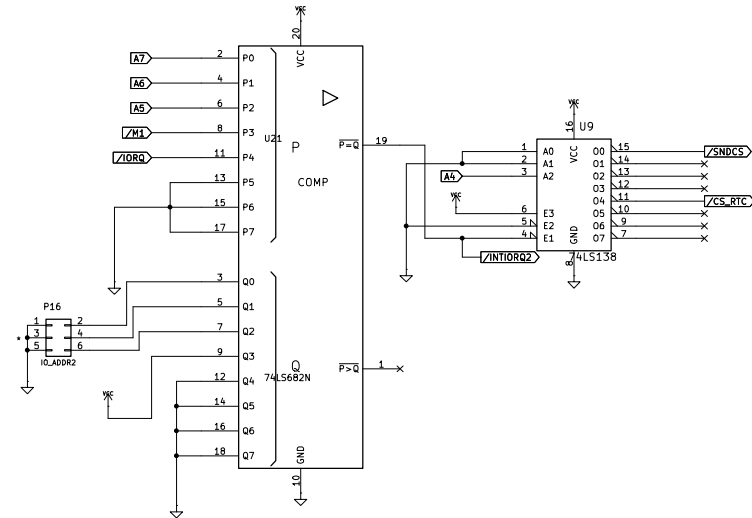 VCC
20
VCC
A7 2 P0
A6 4 P1
A5 6 P2
/M1 8 P3
/IORQ 11 P4
13 P5
15 P6
17 P7
U21
P
COMP
P=Q 19
3 Q0
5 Q1
7 Q2
9 Q3
12 Q4
14 Q5
16 Q6
18 Q7
Q
74LS682N
P>Q 1
GND
10
P16
1 2
* 3 4
5 6
IO_ADDR2
VCC
VCC
16
U9
VCC
1 A0 O0 15 /SNDCS
2 A1 O1 14
A4 3 A2 O2 13
O3 12
O4 11 /CS_RTC
VCC
6 E3 O5 10
5 E2 O6 9
4 E1 O7 7
GND
8
/INTIORQ2
74LS138